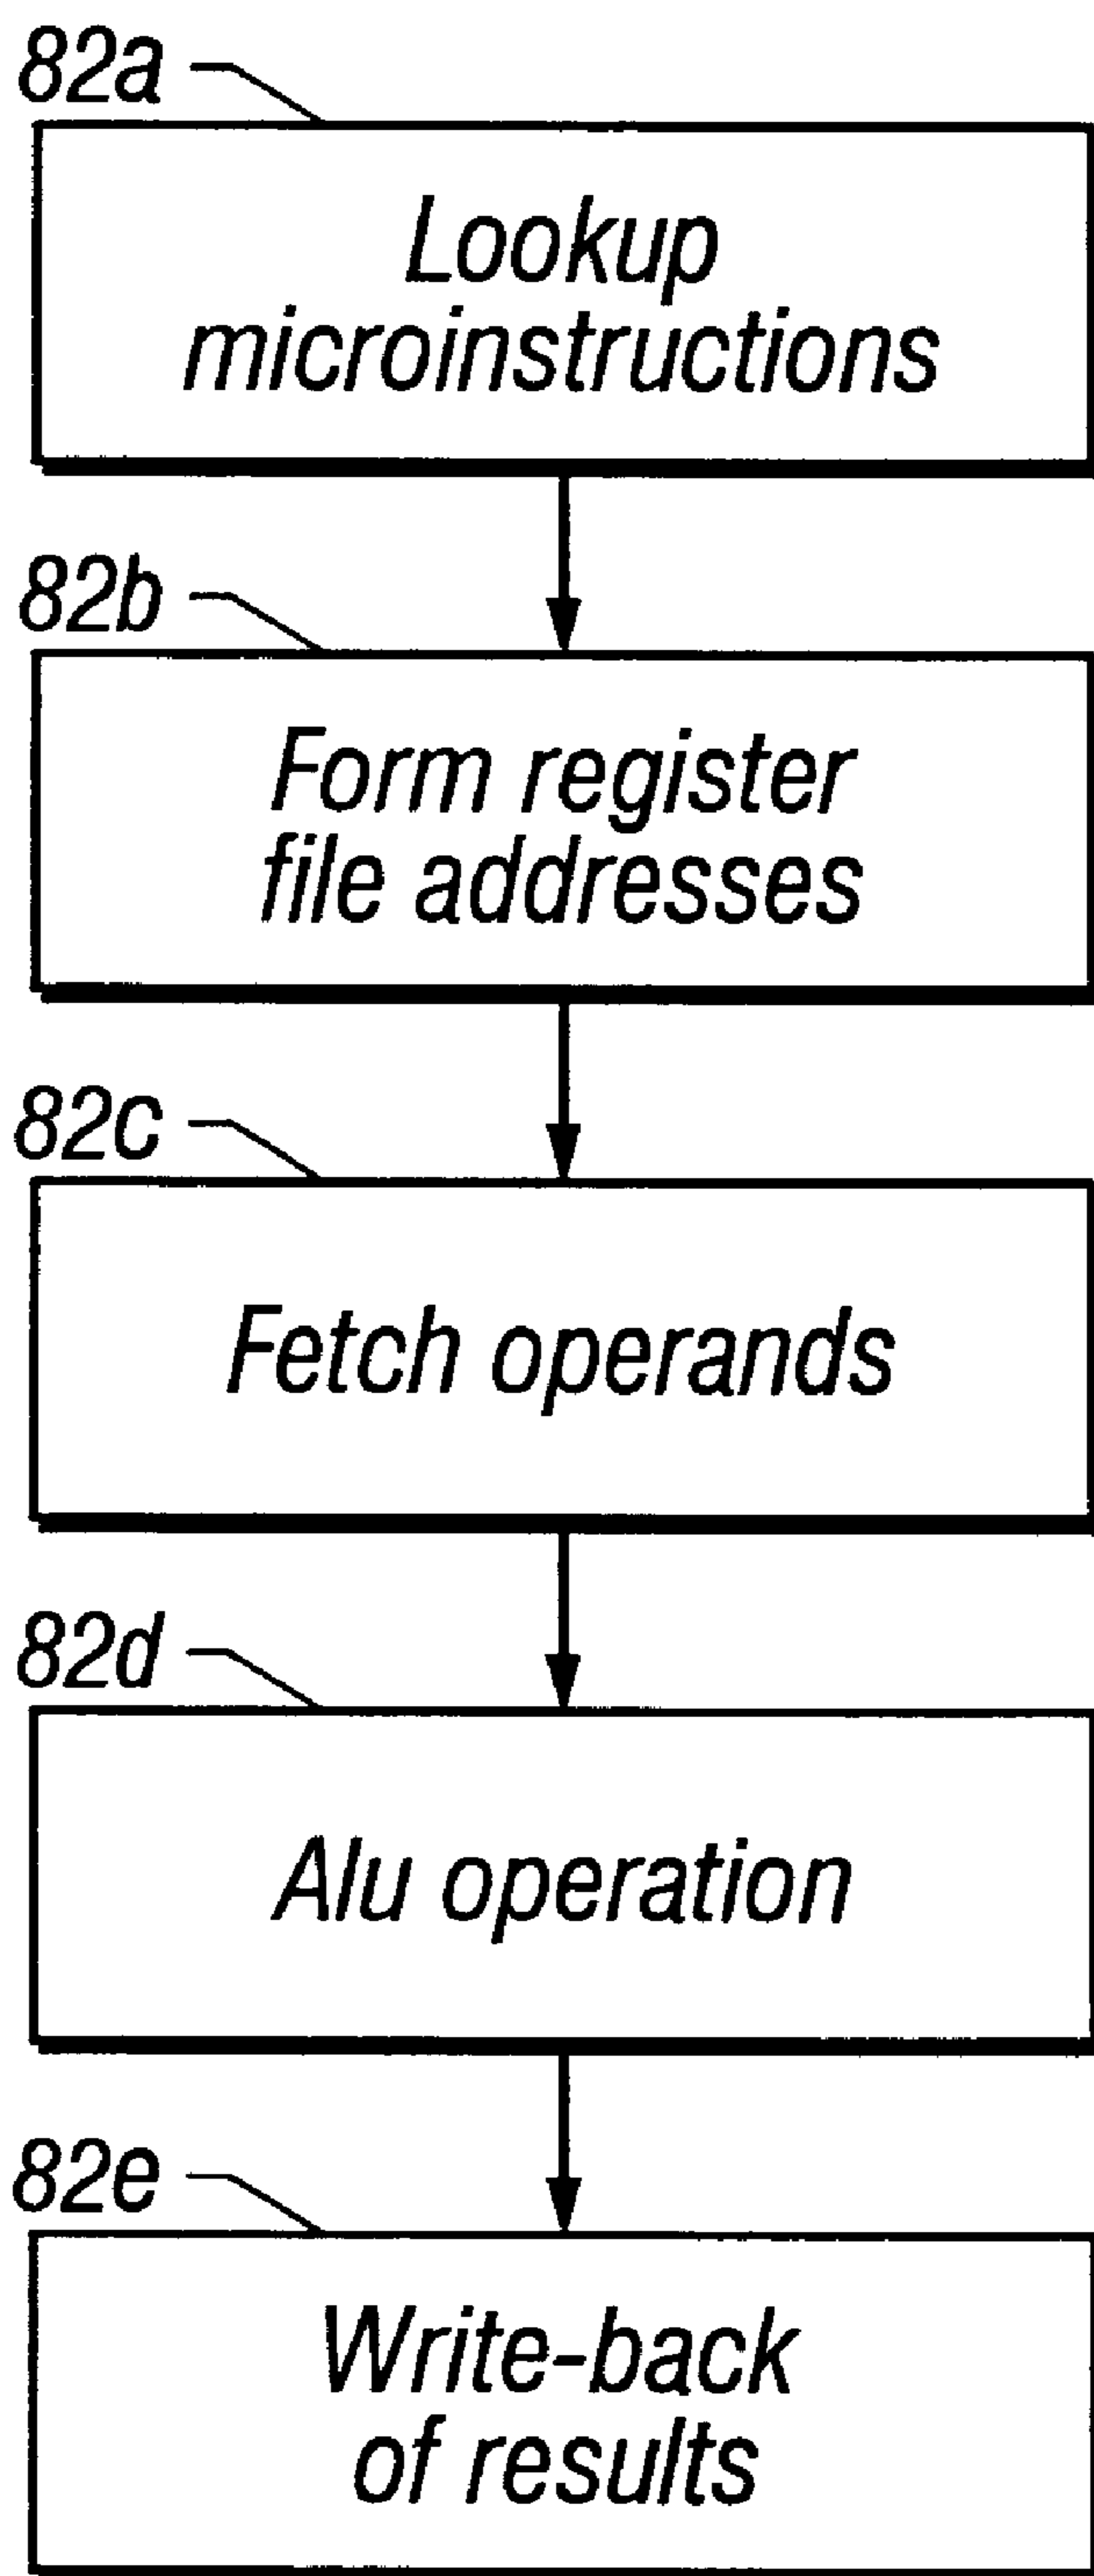 82a
Lookup
microinstructions
82b
Form register
file addresses
82c
Fetch operands
82d
Alu operation
82e
Write-back
of results